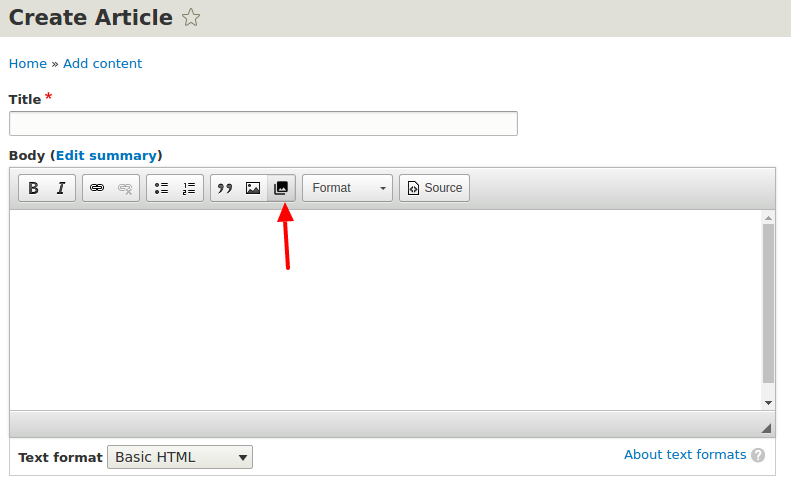 Create Article
Home » Add content
Title *
Body (Edit summary)
B I Format Source
Text format Basic HTML About text formats ?